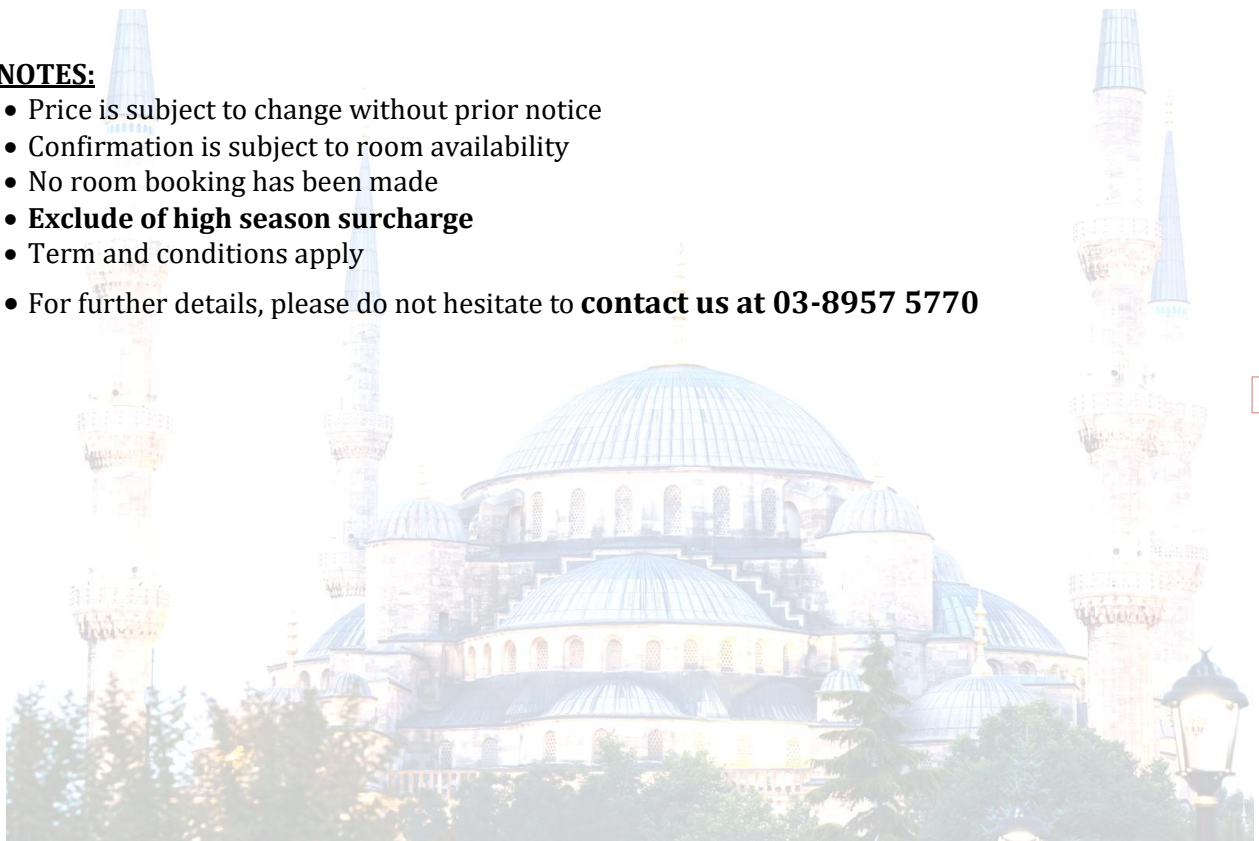 NOTES:
• Price is subject to change without prior notice
• Confirmation is subject to room availability
• No room booking has been made
• Exclude of high season surcharge
• Term and conditions apply
• For further details, please do not hesitate to contact us at 03-8957 5770